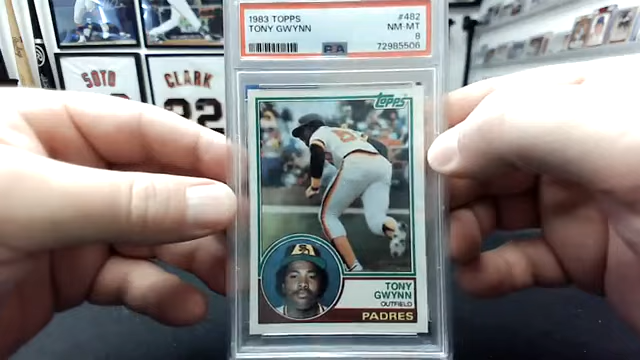 1983 TOPPS #482
TONY GWYNN NM-MT
8
PSA 72985506
SOTO CLARK
22
Topps
TONY
GWYNN
OUTFIELD
PADRES